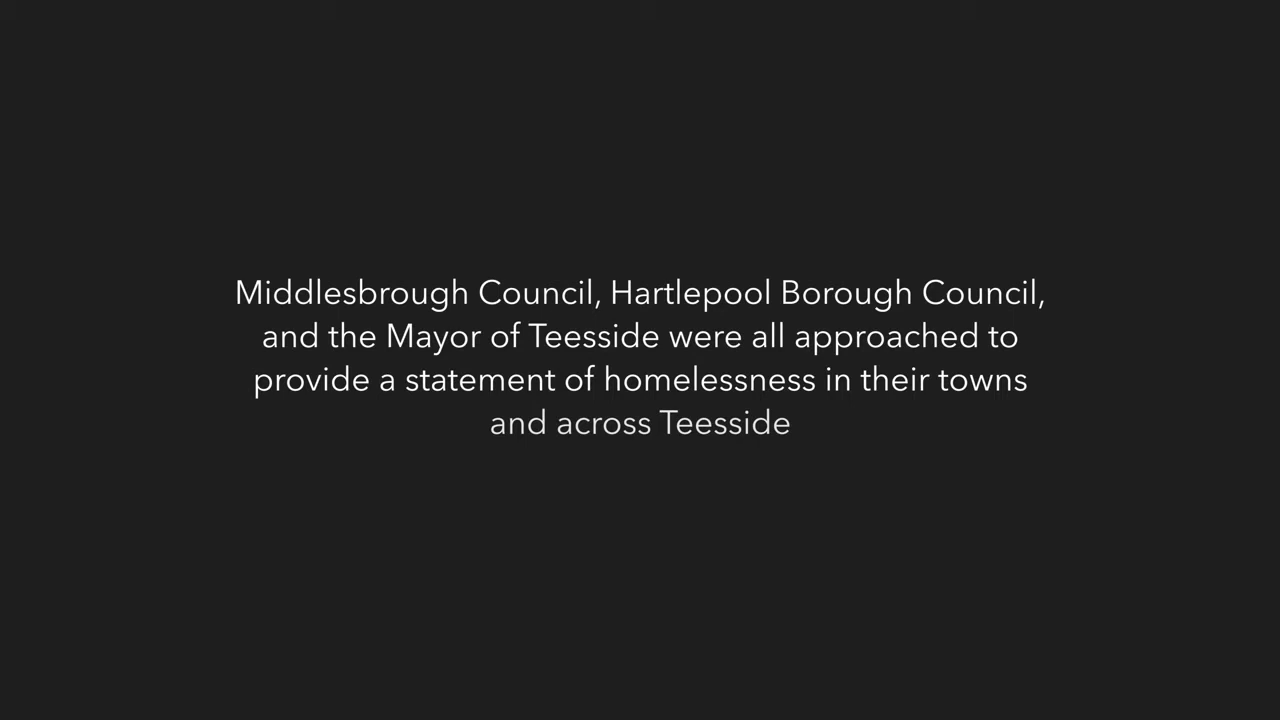 Middlesbrough Council, Hartlepool Borough Council,
and the Mayor of Teesside were all approached to
provide a statement of homelessness in their towns
and across Teesside